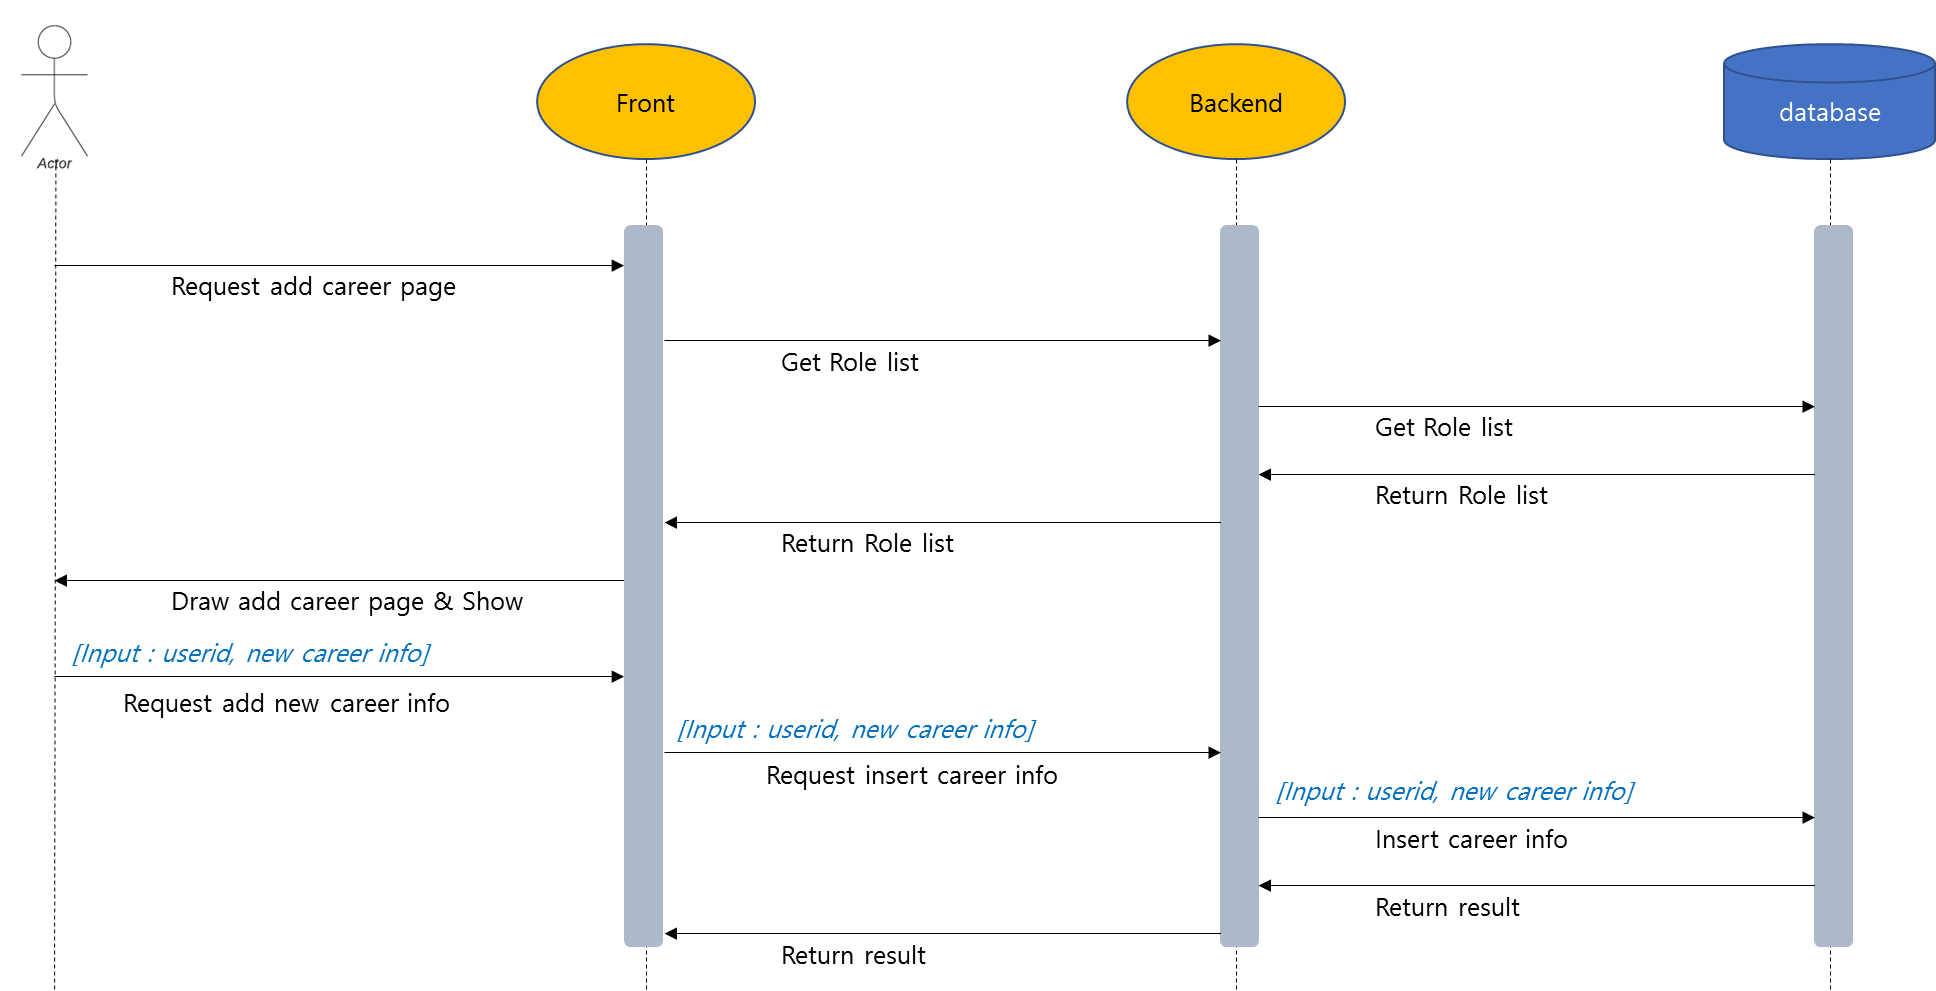 Actor
Front
Backend
database
Request add career page
Get Role list
Get Role list
Return Role list
Return Role list
Draw add career page & Show
[Input : userid, new career info]
Request add new career info
[Input : userid, new career info]
Request insert career info
[Input : userid, new career info]
Insert career info
Return result
Return result